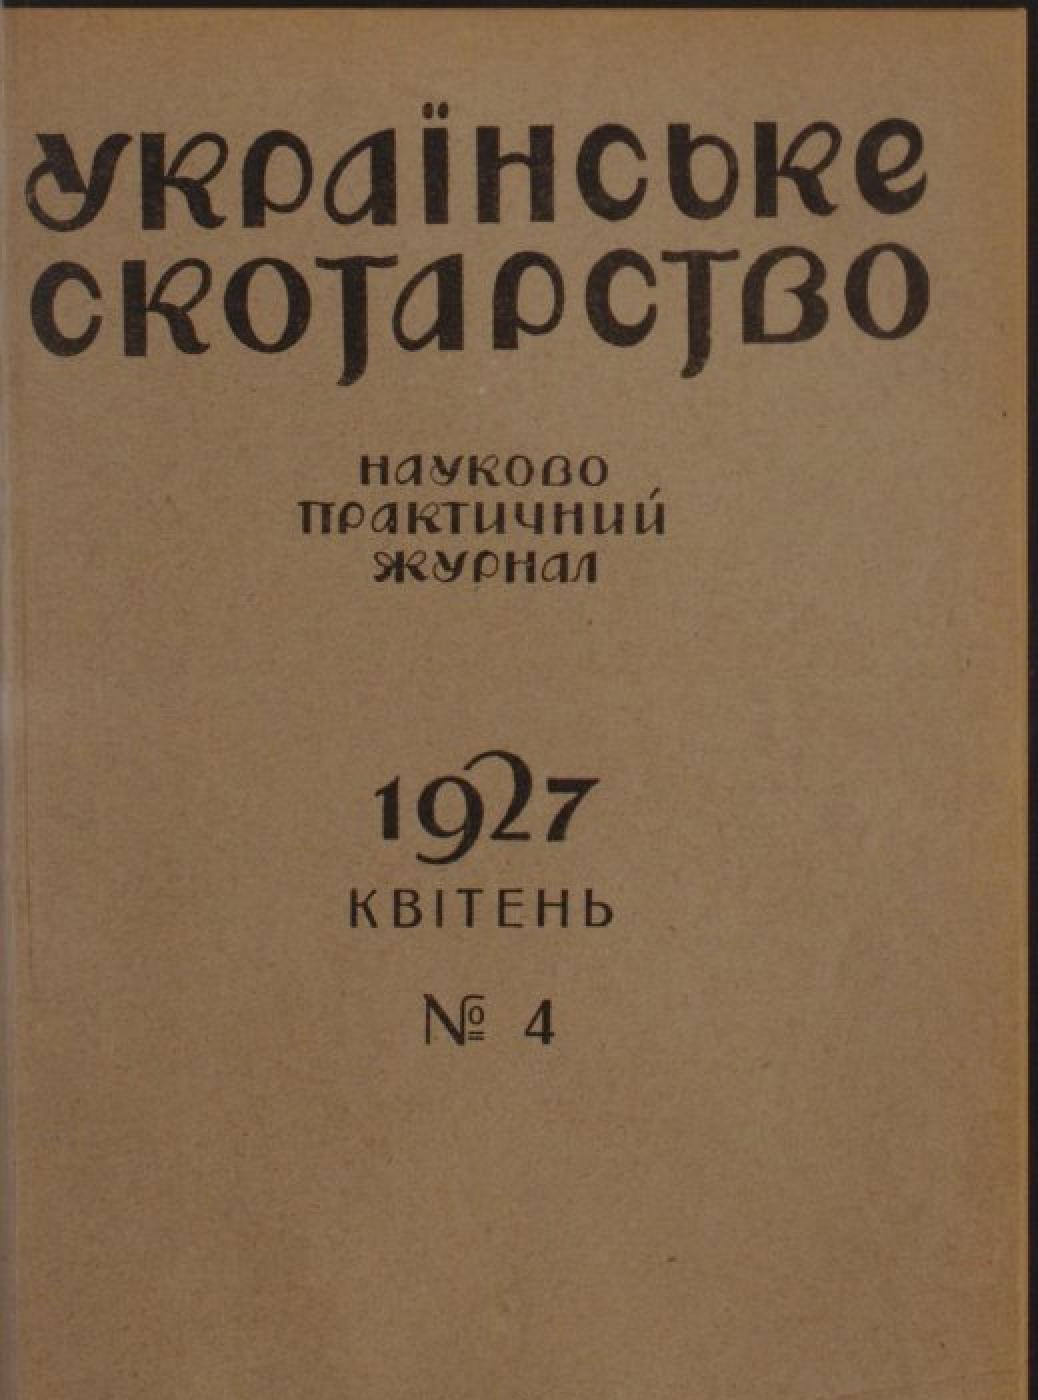 Українське
скотарство
науково
практичний
журнал
1927
КВІТЕНЬ
№ 4